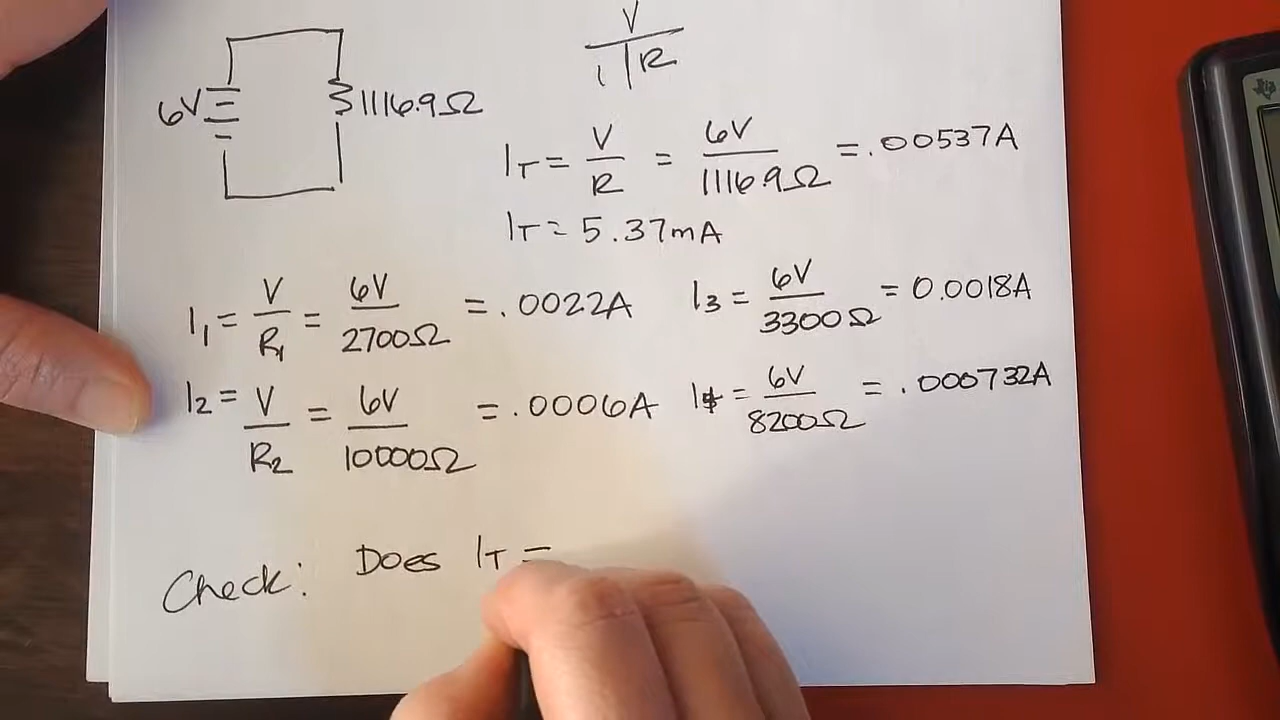 V
I R
6V 1116.9Ω
IT = V/R = 6V/1116.9Ω = .00537A
IT = 5.37mA
I1 = V/R1 = 6V/2700Ω = .0022A
I3 = 6V/3300Ω = 0.0018A
I2 = V/R2 = 6V/10000Ω = .0006A
I4 = 6V/8200Ω = .000732A
Check: Does IT =